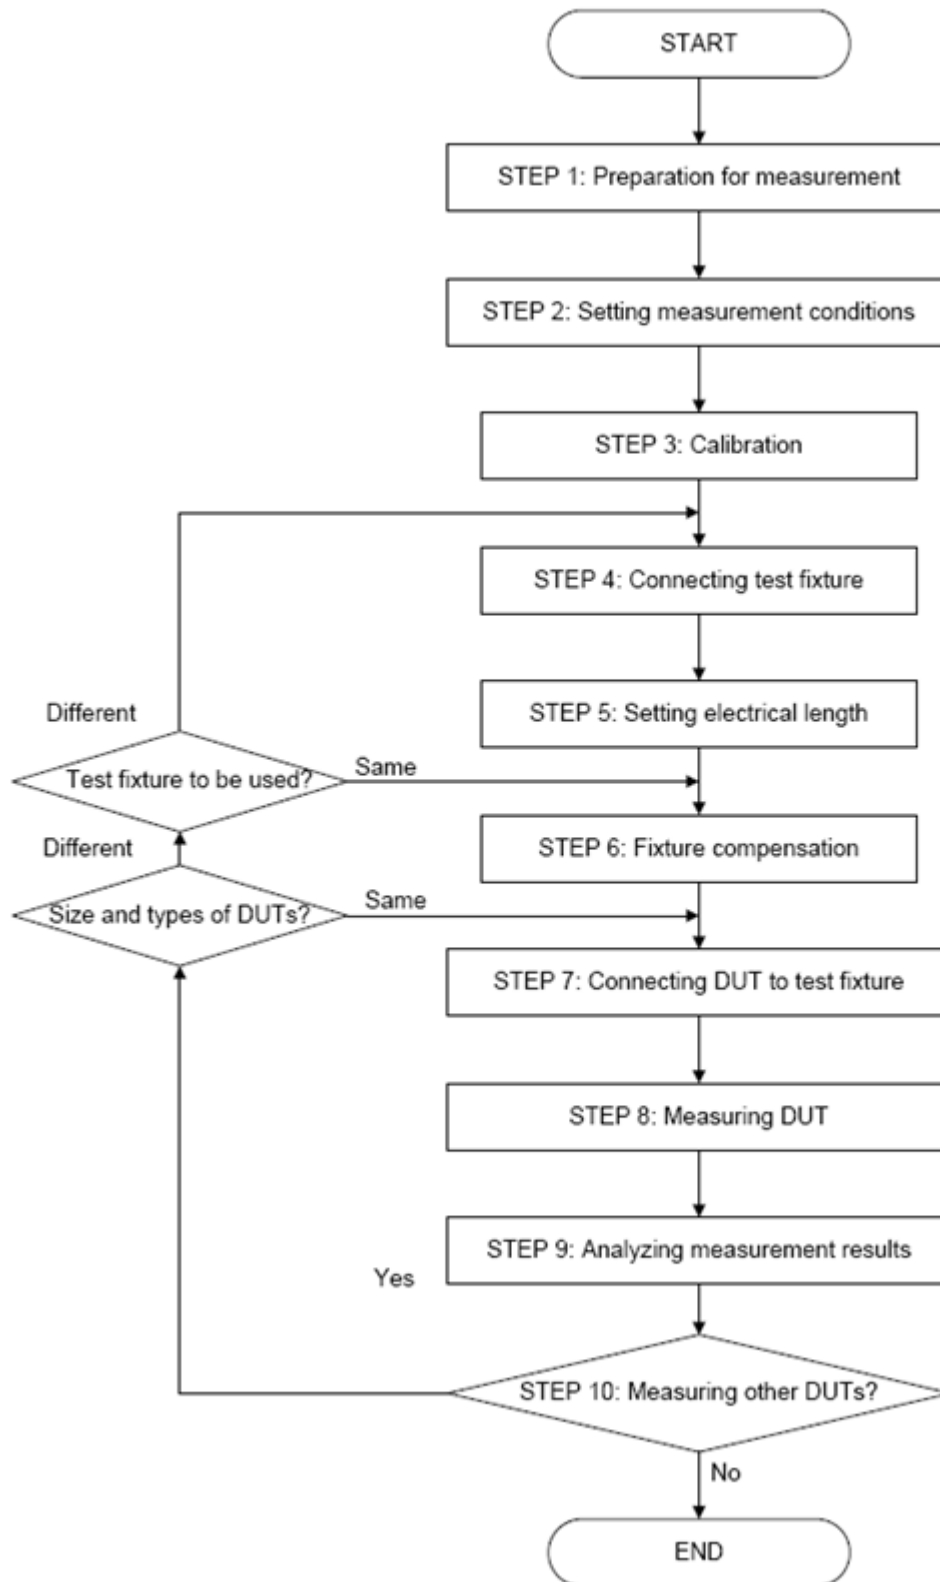 START
STEP 1: Preparation for measurement
STEP 2: Setting measurement conditions
STEP 3: Calibration
STEP 4: Connecting test fixture
Different
STEP 5: Setting electrical length
Test fixture to be used?
Same
Different
STEP 6: Fixture compensation
Size and types of DUTs?
Same
STEP 7: Connecting DUT to test fixture
STEP 8: Measuring DUT
STEP 9: Analyzing measurement results
Yes
STEP 10: Measuring other DUTs?
No
END